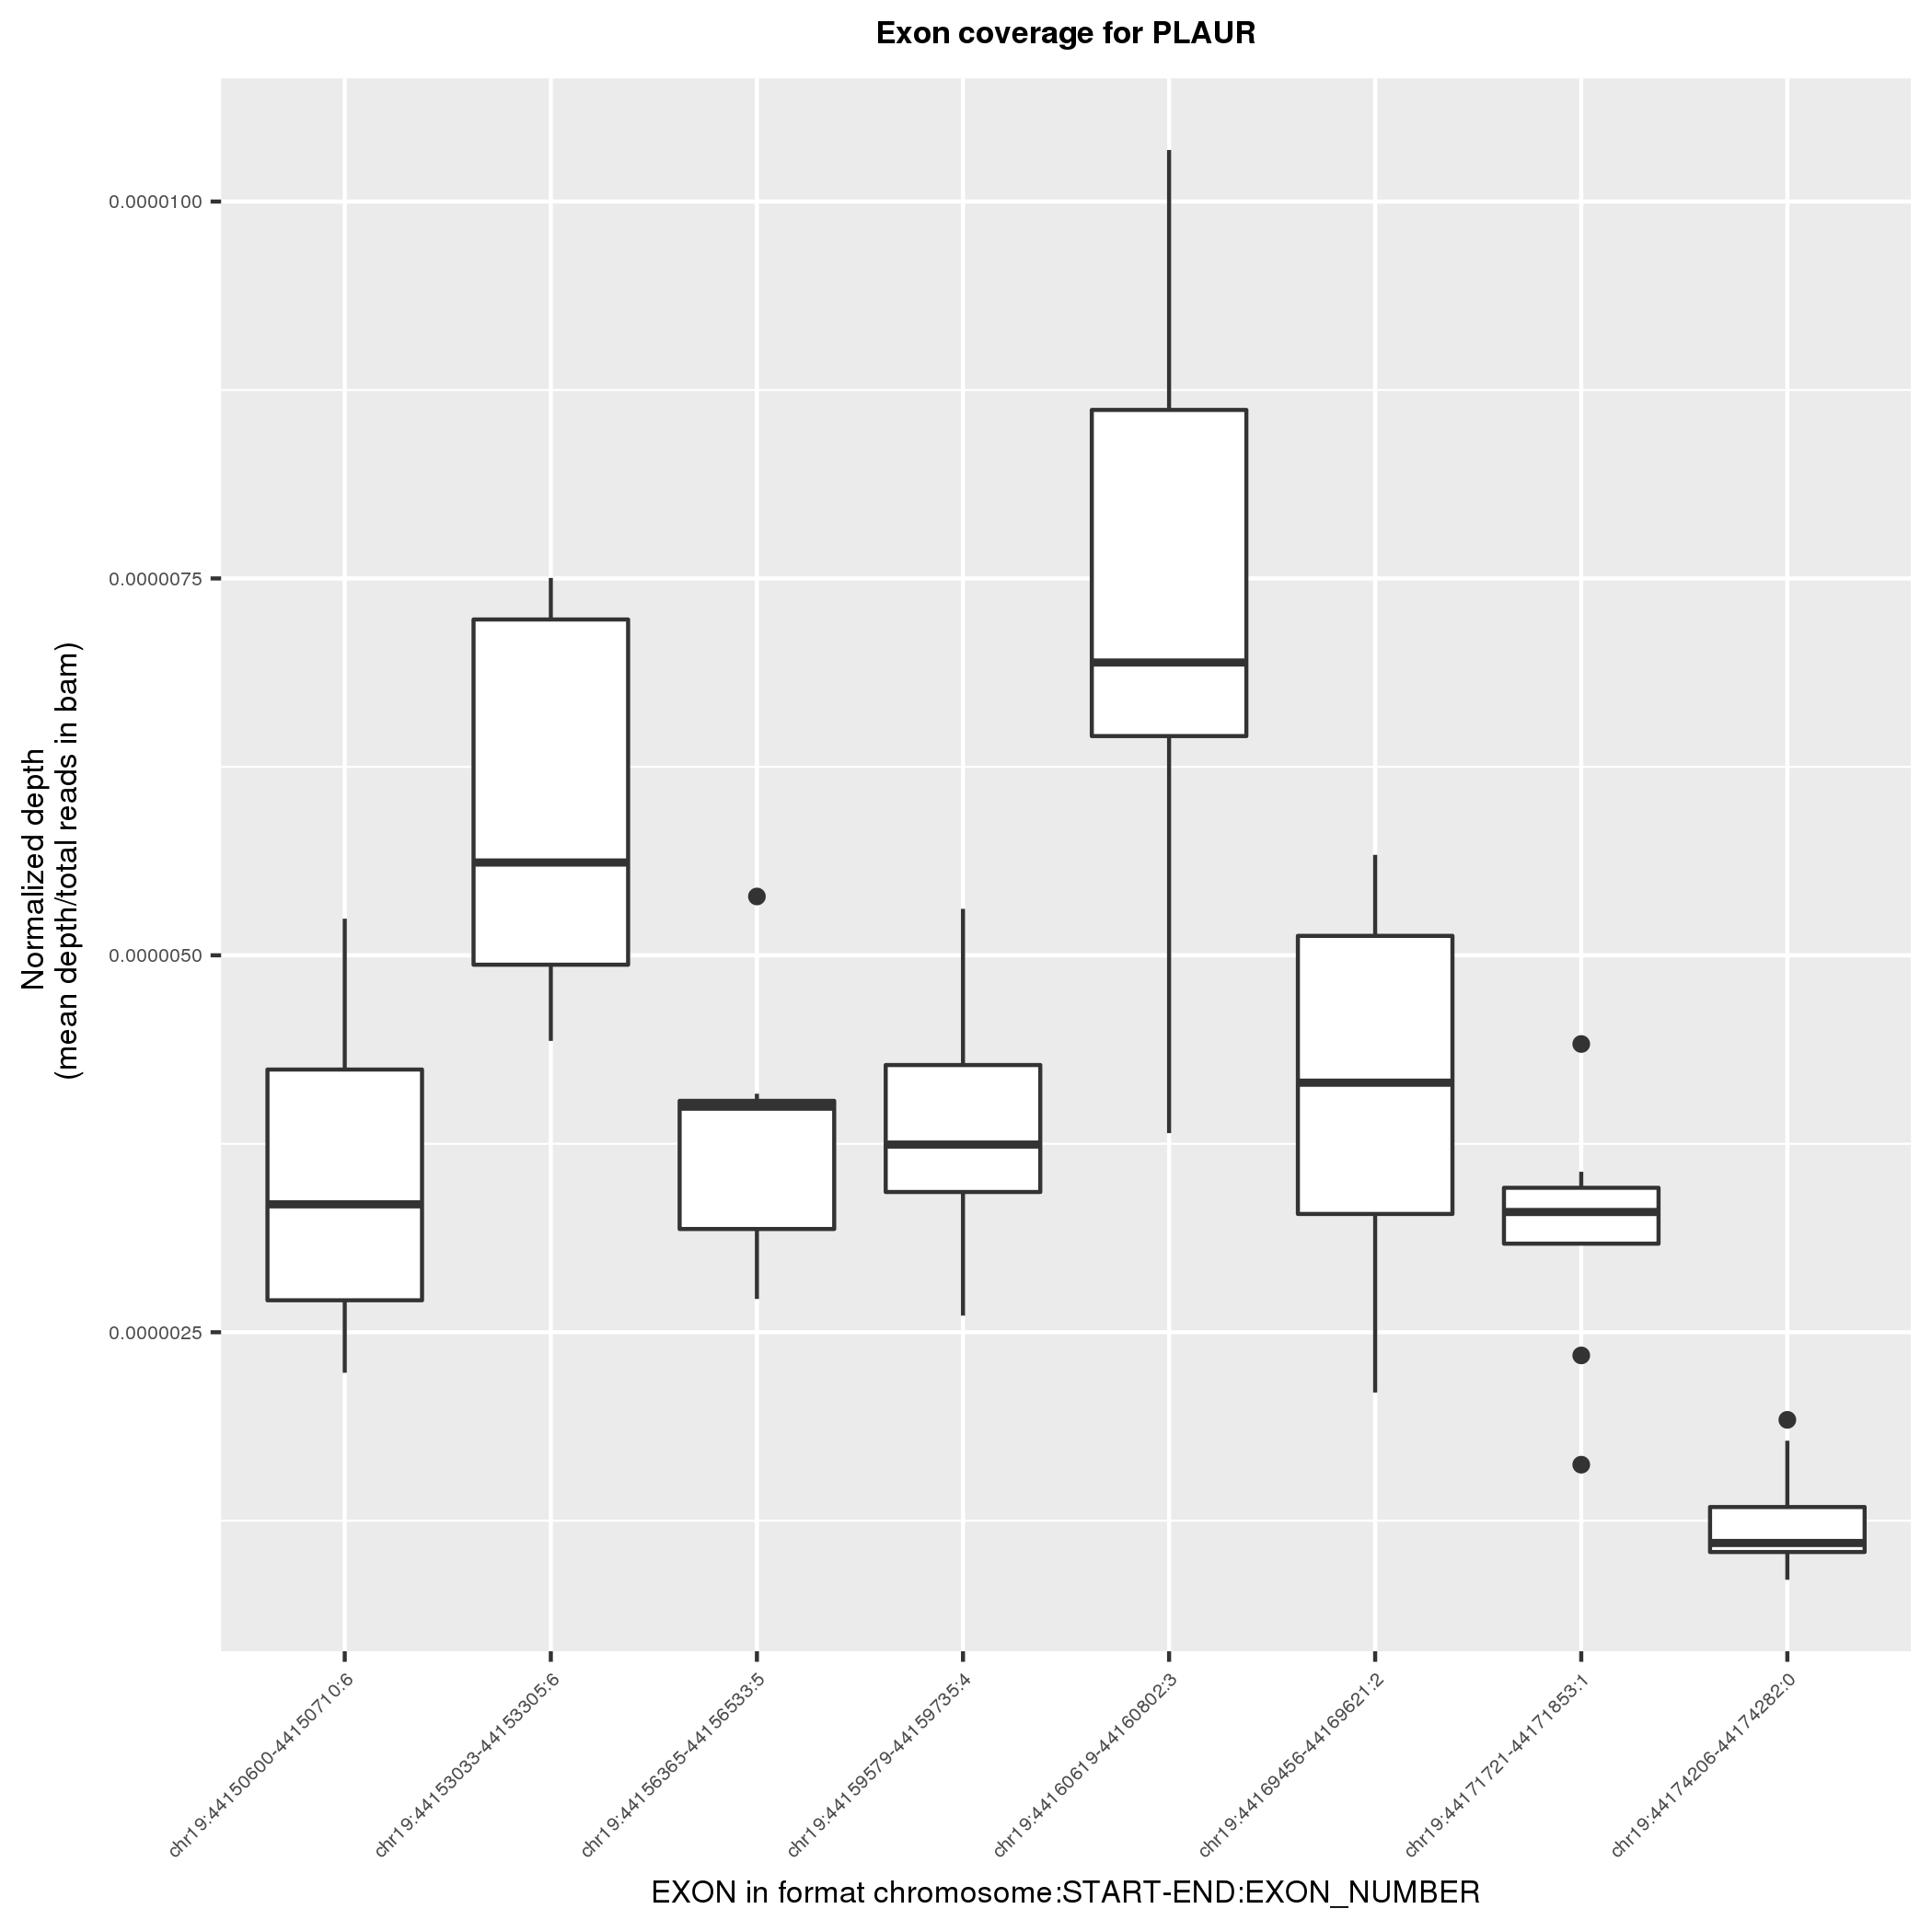 Exon coverage for PLAUR
0.0000100
0.0000075
0.0000050
0.0000025
Normalized depth
(mean depth/total reads in bam)
chr19:44150600-44150710:6
chr19:44153033-44153305:6
chr19:44156365-44156533:5
chr19:44159579-44159735:4
chr19:44160619-44160802:3
chr19:44169456-44169621:2
chr19:44171721-44171853:1
chr19:44174206-44174282:0
EXON in format chromosome:START-END:EXON_NUMBER